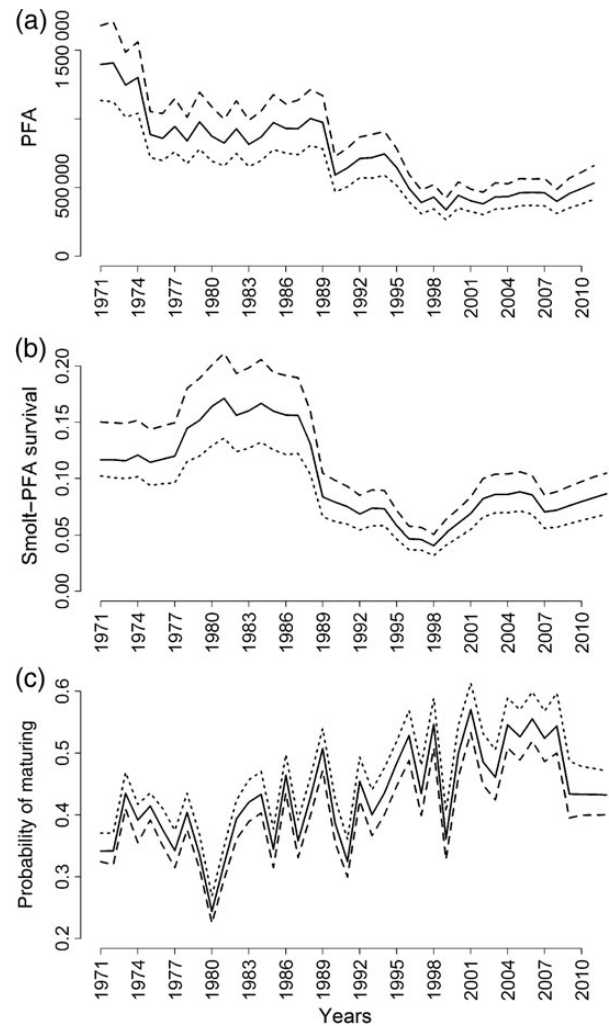 (a)
PFA
1 500 000
500 000
0
1971 1974 1977 1980 1983 1986 1989 1992 1995 1998 2001 2004 2007 2010
(b)
Smolt–PFA survival
0.20
0.15
0.10
0.05
0.00
1971 1974 1977 1980 1983 1986 1989 1992 1995 1998 2001 2004 2007 2010
(c)
Probability of maturing
0.6
0.5
0.4
0.3
0.2
1971 1974 1977 1980 1983 1986 1989 1992 1995 1998 2001 2004 2007 2010
Years